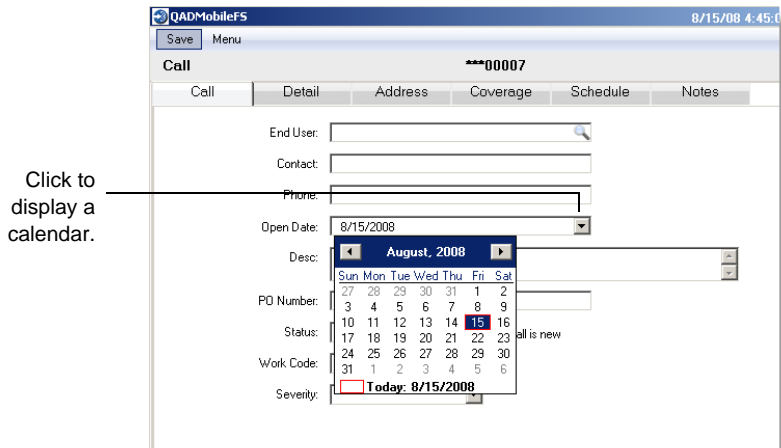 QADMobileFS 8/15/08 4:45:0
Save Menu
Call ***00007
Call Detail Address Coverage Schedule Notes
End User:
Contact:
Phone:
Click to
display a
calendar.
Open Date: 8/15/2008
Desc:
August, 2008
Sun Mon Tue Wed Thu Fri Sat
27 28 29 30 31 1 2
3 4 5 6 7 8 9
10 11 12 13 14 15 16
17 18 19 20 21 22 23
24 25 26 27 28 29 30
31 1 2 3 4 5 6
Today: 8/15/2008
PO Number:
Status: all is new
Work Code:
Severity: